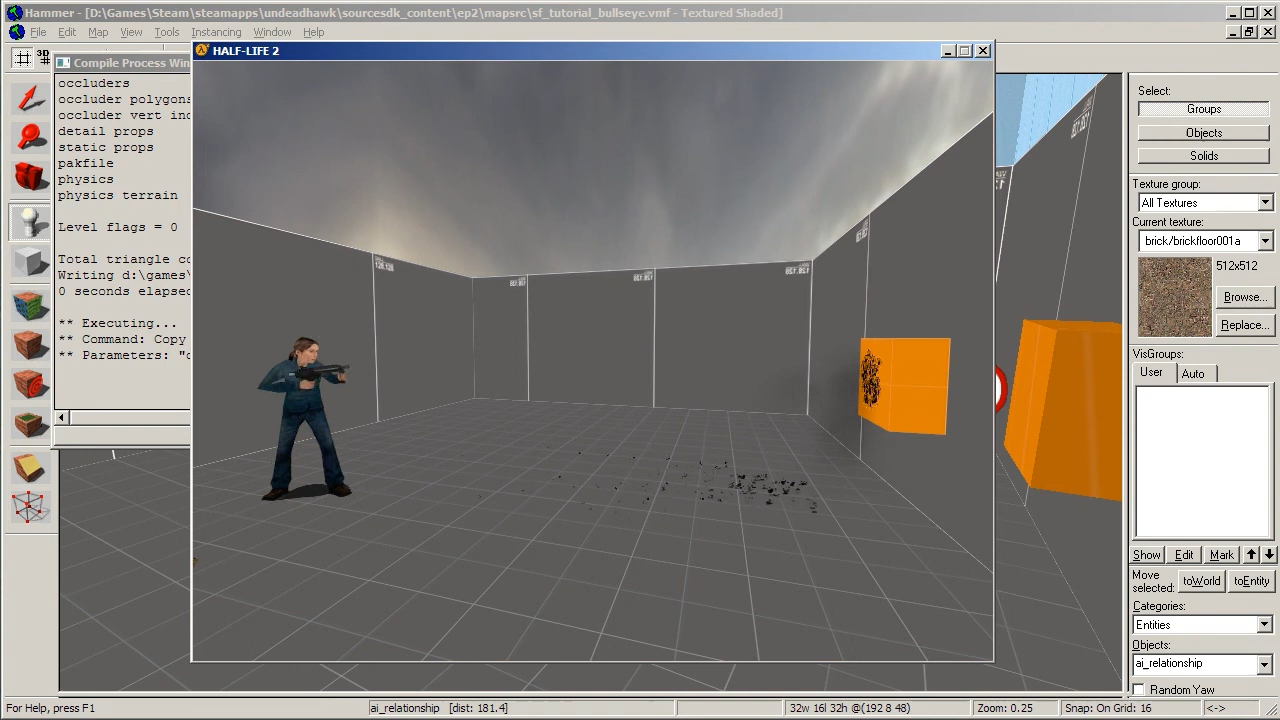 Hammer - [D:\Games\Steam\steamapps\undeadhawk\sourcesdk_content\ep2\mapsrc\sf_tutorial_bullseye.vmf - Textured Shaded]
File Edit Map View Tools Instancing Window Help
HALF-LIFE 2
3D
Compile Process Win
occluders
occluder polygons
occluder vert inc
detail props
static props
pakfile
physics
physics terrain
Level flags = 0
Total triangle co
Writing d:\games\
0 seconds elapsed
** Executing...
** Command: Copy
** Parameters: "
Select:
Groups
Objects
Solids
Texture group:
All Textures
Current texture:
brick/brickfloor001a
512x512
Browse...
Replace...
VisGroups:
User Auto
Show Edit Mark
Move selected:
toWorld toEntity
Categories:
Entities
Objects:
ai_relationship
Random Yaw
For Help, press F1
ai_relationship [dist: 181.4]
32w 16l 32h @(192 8 48)
Zoom: 0.25
Snap: On Grid: 16
<->